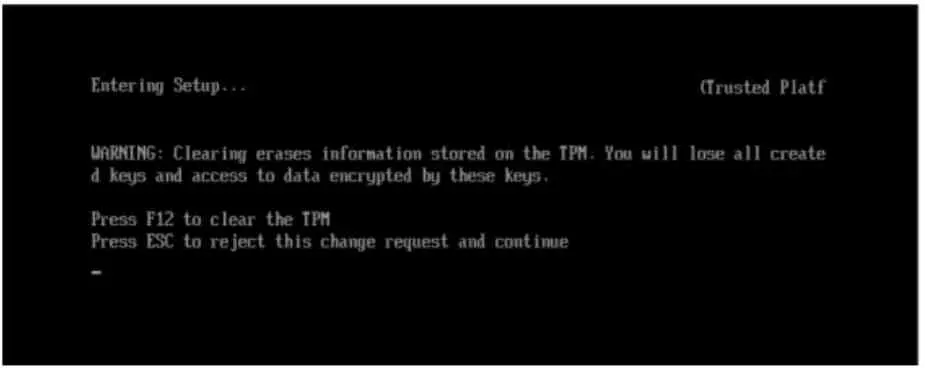 Entering Setup...
(Trusted Platf
WARNING: Clearing erases information stored on the TPM. You will lose all create
d keys and access to data encrypted by these keys.
Press F12 to clear the TPM
Press ESC to reject this change request and continue
_